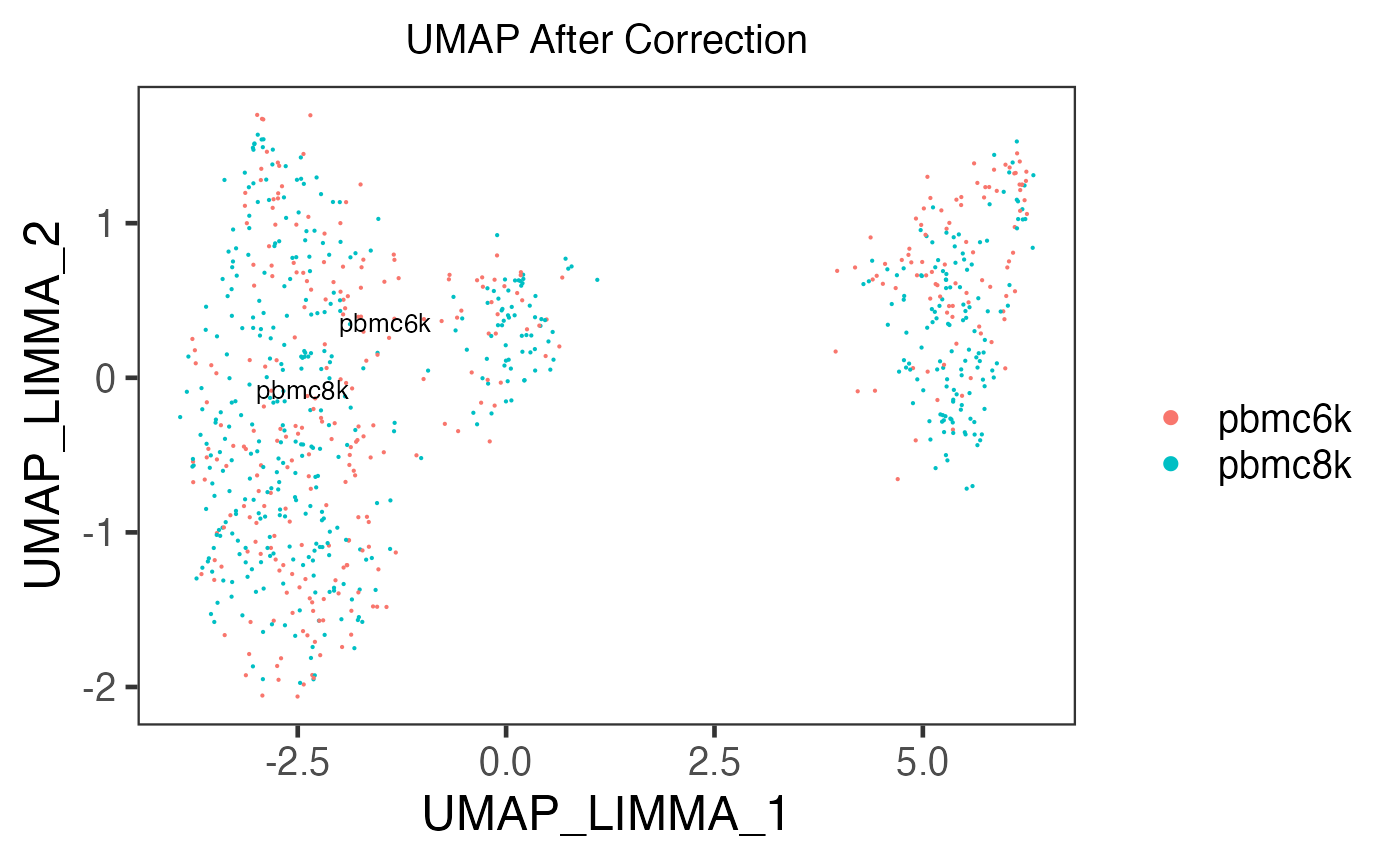 UMAP After Correction
UMAP_LIMMA_2
1
0
-1
-2
pbmc6k
pbmc8k
-2.5
0.0
2.5
5.0
UMAP_LIMMA_1
pbmc6k
pbmc8k